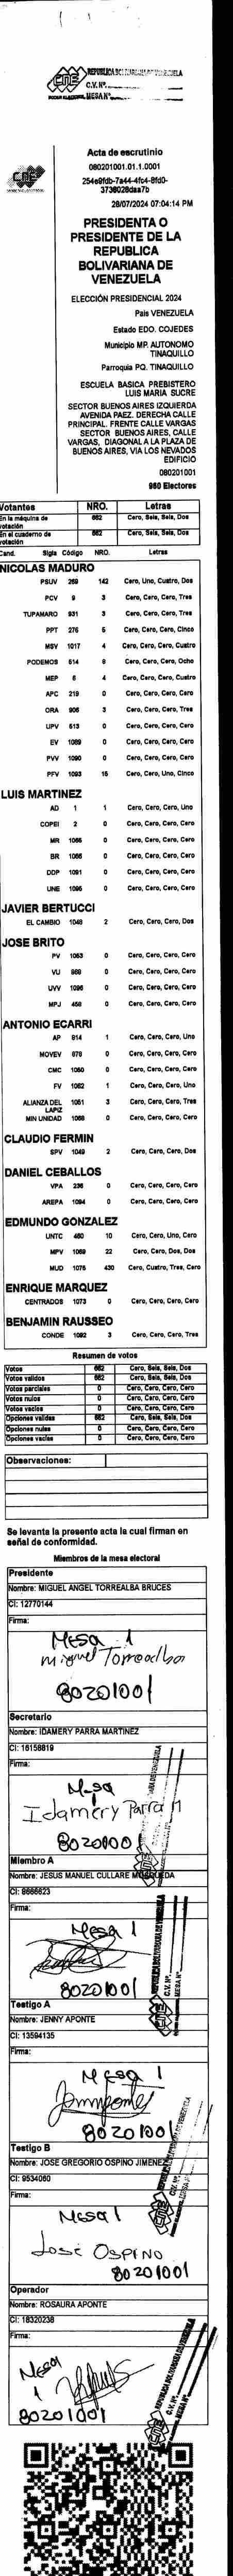 REPUBLICA BOLIVARIANA DE VENEZUELA
CNE
C.V. Nº.
PODER ELECTORAL MESA Nº.
CNE
Acta de escrutinio
080201001.01.1.0001
254e9fdb-7a44-4fc4-8fd0-
3736028daa7b
28/07/2024 07:04:14 PM
PRESIDENTA O
PRESIDENTE DE LA
REPUBLICA
BOLIVARIANA DE
VENEZUELA
ELECCIÓN PRESIDENCIAL 2024
Pais VENEZUELA
Estado EDO. COJEDES
Municipio MP. AUTONOMO
TINAQUILLO
Parroquia PQ. TINAQUILLO
ESCUELA BASICA PREBISTERO
LUIS MARIA SUCRE
SECTOR BUENOS AIRES IZQUIERDA
AVENIDA PAEZ. DERECHA CALLE
PRINCIPAL. FRENTE CALLE VARGAS
SECTOR BUENOS AIRES, CALLE
VARGAS, DIAGONAL A LA PLAZA DE
BUENOS AIRES, VIA LOS NEVADOS
EDIFICIO
080201001
980 Electores
Votantes NRO. Letras
En la máquina de votación 662 Cero, Seis, Seis, Dos
En el cuaderno de votación 662 Cero, Seis, Seis, Dos
Cand. Sigla Código NRO. Letras
NICOLAS MADURO
PSUV 269 142 Cero, Uno, Cuatro, Dos
PCV 9 3 Cero, Cero, Cero, Tres
TUPAMARO 931 3 Cero, Cero, Cero, Tres
PPT 276 5 Cero, Cero, Cero, Cinco
MSV 1017 4 Cero, Cero, Cero, Cuatro
PODEMOS 514 8 Cero, Cero, Cero, Ocho
MEP 6 4 Cero, Cero, Cero, Cuatro
APC 219 0 Cero, Cero, Cero, Cero
ORA 906 3 Cero, Cero, Cero, Tres
UPV 513 0 Cero, Cero, Cero, Cero
EV 1089 0 Cero, Cero, Cero, Cero
PVV 1090 0 Cero, Cero, Cero, Cero
PFV 1093 15 Cero, Cero, Uno, Cinco
LUIS MARTINEZ
AD 1 1 Cero, Cero, Cero, Uno
COPEI 2 0 Cero, Cero, Cero, Cero
MR 1065 0 Cero, Cero, Cero, Cero
BR 1066 0 Cero, Cero, Cero, Cero
DDP 1091 0 Cero, Cero, Cero, Cero
UNE 1095 0 Cero, Cero, Cero, Cero
JAVIER BERTUCCI
EL CAMBIO 1048 2 Cero, Cero, Cero, Dos
JOSE BRITO
PV 1063 0 Cero, Cero, Cero, Cero
VU 969 0 Cero, Cero, Cero, Cero
UVV 1096 0 Cero, Cero, Cero, Cero
MPJ 458 0 Cero, Cero, Cero, Cero
ANTONIO ECARRI
AP 914 1 Cero, Cero, Cero, Uno
MOVEV 979 0 Cero, Cero, Cero, Cero
CMC 1050 0 Cero, Cero, Cero, Cero
FV 1062 1 Cero, Cero, Cero, Uno
ALIANZA DEL LAPIZ 1051 3 Cero, Cero, Cero, Tres
MIN UNIDAD 1068 0 Cero, Cero, Cero, Cero
CLAUDIO FERMIN
SPV 1049 2 Cero, Cero, Cero, Dos
DANIEL CEBALLOS
VPA 236 0 Cero, Cero, Cero, Cero
AREPA 1094 0 Cero, Cero, Cero, Cero
EDMUNDO GONZALEZ
UNTC 460 10 Cero, Cero, Uno, Cero
MPV 1069 22 Cero, Cero, Dos, Dos
MUD 1075 430 Cero, Cuatro, Tres, Cero
ENRIQUE MARQUEZ
CENTRADOS 1073 0 Cero, Cero, Cero, Cero
BENJAMIN RAUSSEO
CONDE 1092 3 Cero, Cero, Cero, Tres
Resumen de votos
Votos 662 Cero, Seis, Seis, Dos
Votos validos 662 Cero, Seis, Seis, Dos
Votos parciales 0 Cero, Cero, Cero, Cero
Votos nulos 0 Cero, Cero, Cero, Cero
Votos vacios 0 Cero, Cero, Cero, Cero
Opciones validas 662 Cero, Seis, Seis, Dos
Opciones nulas 0 Cero, Cero, Cero, Cero
Opciones vacias 0 Cero, Cero, Cero, Cero
Observaciones:
Se levanta la presente acta la cual firman en
señal de conformidad.
Miembros de la mesa electoral
Presidente
Nombre: MIGUEL ANGEL TORREALBA BRUCES
CI: 12770144
Firma:
Mesa 1
Miguel Torrealba
80201001
Secretario
Nombre: IDAMERY PARRA MARTINEZ
CI: 16158819
Firma:
Mesa
Idamery Parra M
80201001
Miembro A
Nombre: JESUS MANUEL CULLARE MOSQUEDA
CI: 9666623
Firma:
Mesa 1
80201001
Testigo A
Nombre: JENNY APONTE
CI: 13594135
Firma:
Mesa 1
80201001
Testigo B
Nombre: JOSE GREGORIO OSPINO JIMENEZ
CI: 9534060
Firma:
Mesa 1
José Ospino
80201001
Operador
Nombre: ROSAURA APONTE
CI: 18320238
Firma:
Mesa
1
80201001